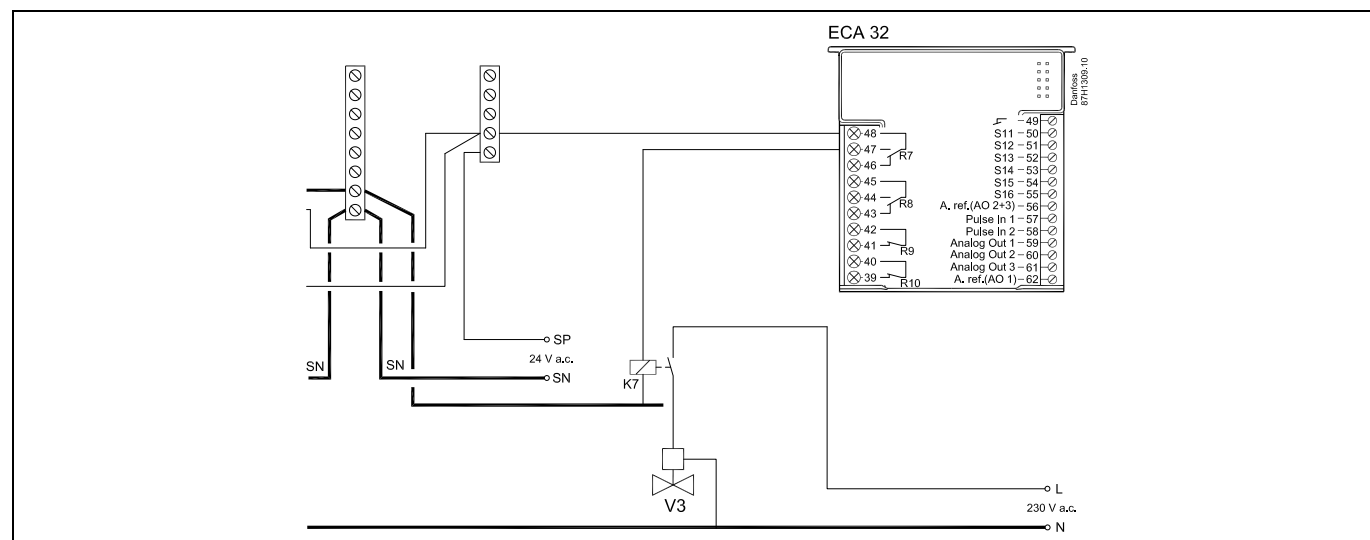 ECA 32
Danfoss
87H1309.10
48
47
46
R7
45
44
43
R8
42
41
R9
40
39
R10
49
S11 - 50
S12 - 51
S13 - 52
S14 - 53
S15 - 54
S16 - 55
A. ref.(AO 2+3) - 56
Pulse In 1 - 57
Pulse In 2 - 58
Analog Out 1 - 59
Analog Out 2 - 60
Analog Out 3 - 61
A. ref.(AO 1) - 62
SP
24 V a.c.
SN
SN
SN
K7
V3
L
230 V a.c.
N